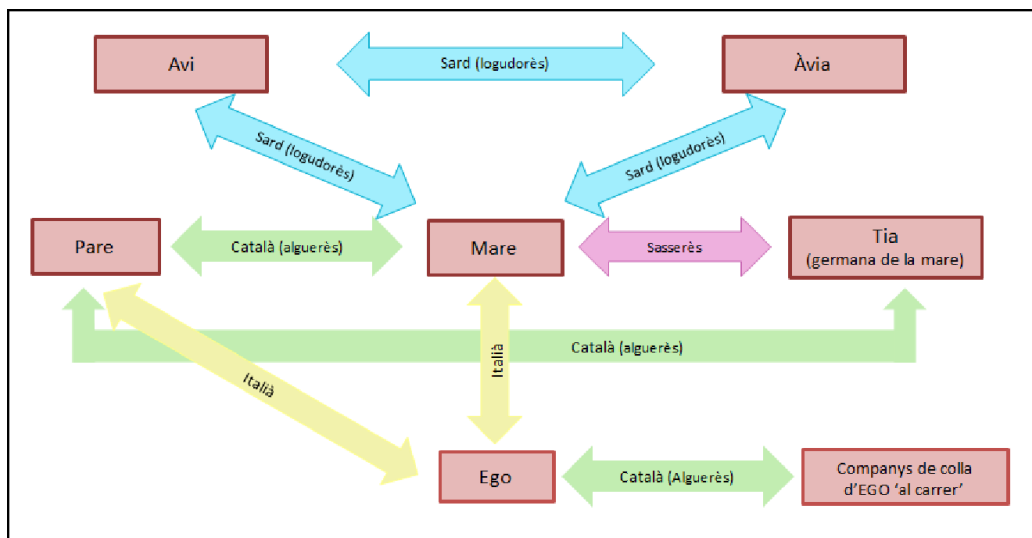 Avi
Sard (logudorès)
Àvia
Sard (logudorès)
Sard (logudorès)
Pare
Català (alguerès)
Mare
Sasserès
Tia
(germana de la mare)
Català (alguerès)
Italià
Italià
Ego
Català (Alguerès)
Companys de colla
d'EGO 'al carrer'